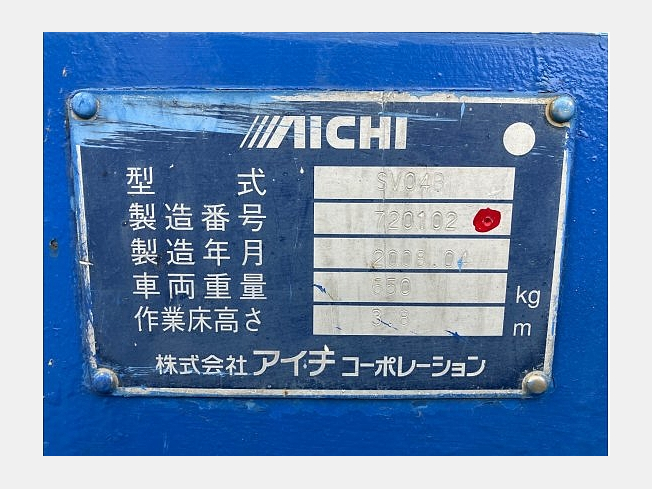 AICHI
型式 SV04B
製造番号 720102
製造年月 2008.04
車両重量 650 kg
作業床高さ 3.8 m
株式会社アイチコーポレーション